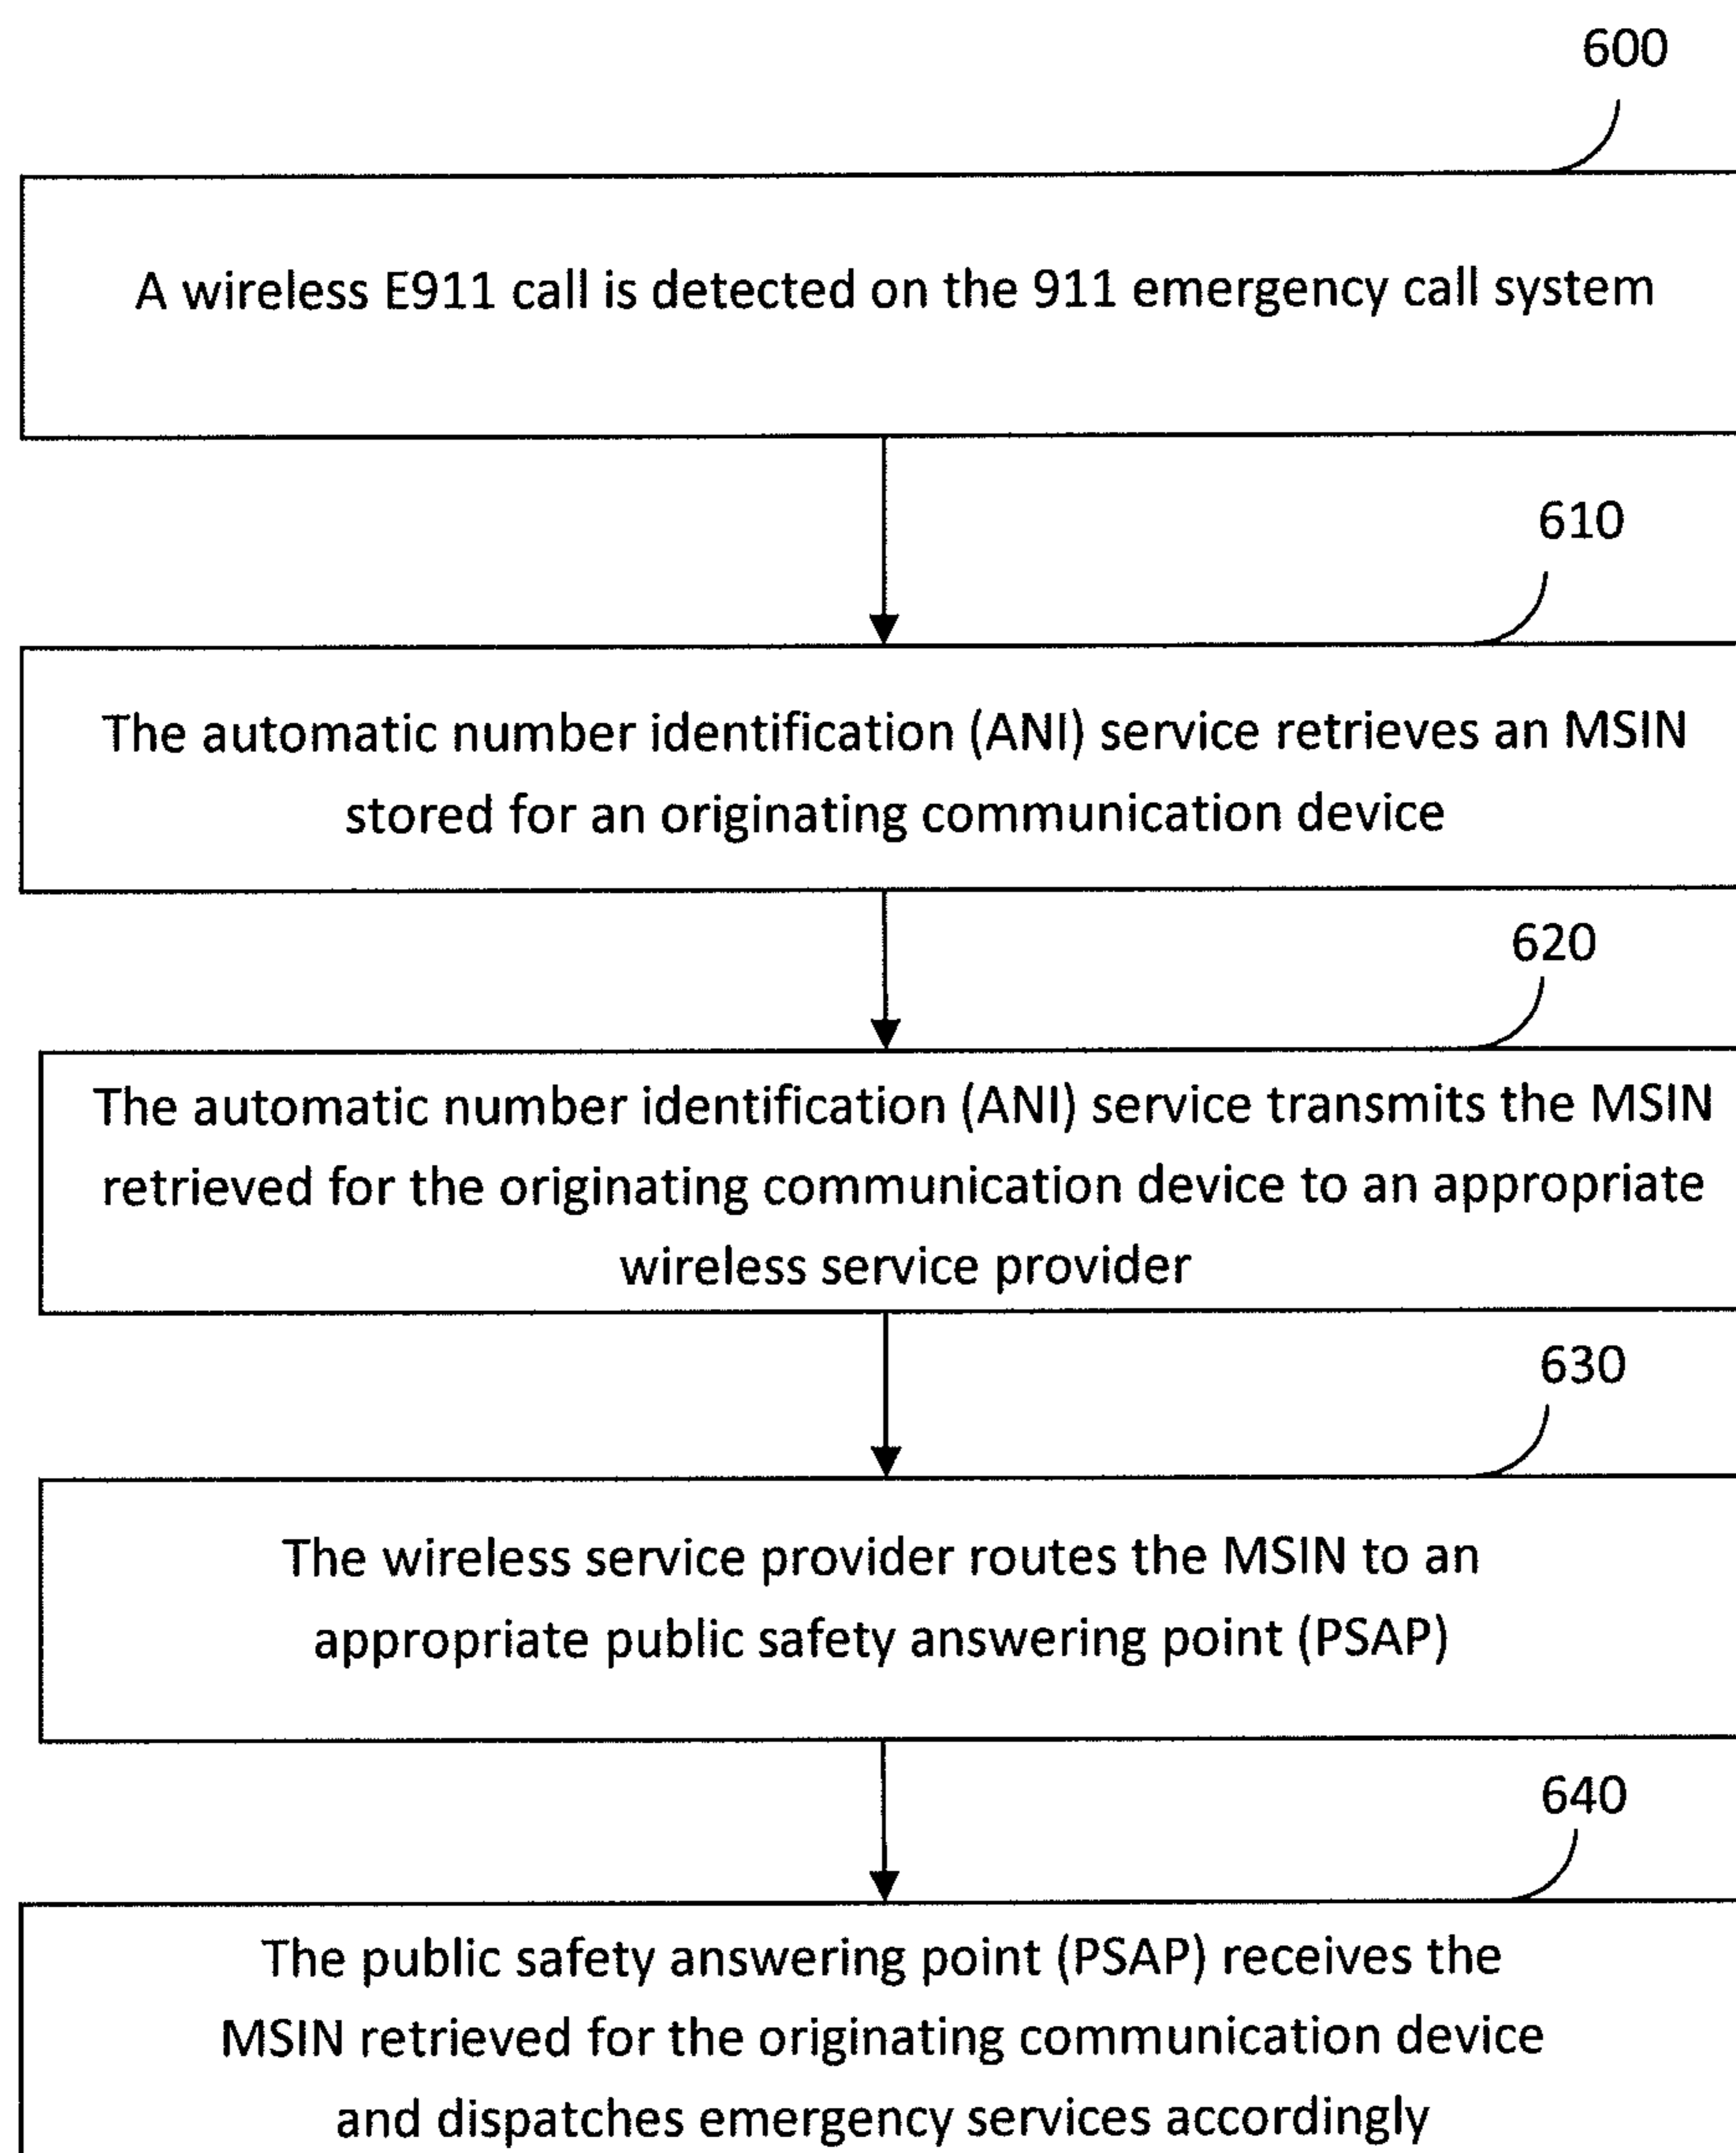 600
A wireless E911 call is detected on the 911 emergency call system
610
The automatic number identification (ANI) service retrieves an MSIN
stored for an originating communication device
620
The automatic number identification (ANI) service transmits the MSIN
retrieved for the originating communication device to an appropriate
wireless service provider
630
The wireless service provider routes the MSIN to an
appropriate public safety answering point (PSAP)
640
The public safety answering point (PSAP) receives the
MSIN retrieved for the originating communication device
and dispatches emergency services accordingly